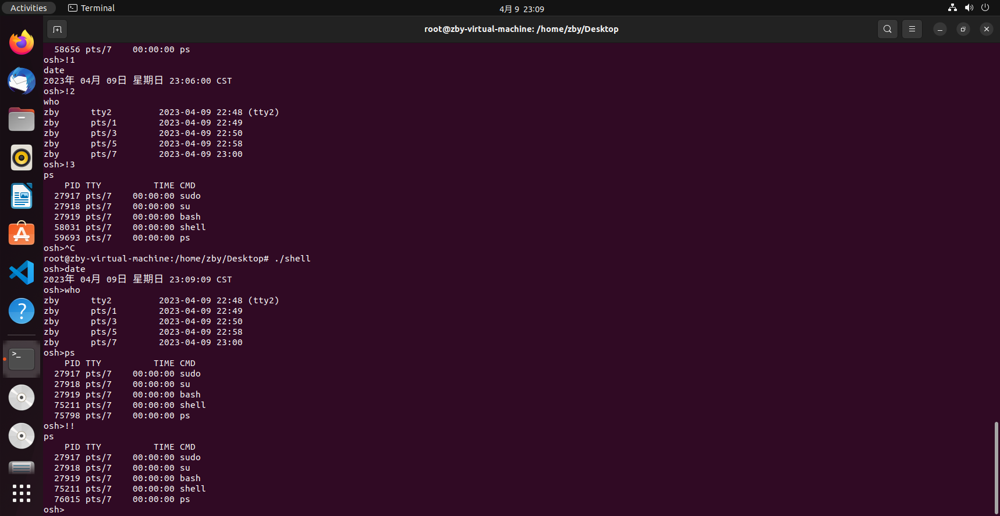 Activities
Terminal
4月 9 23:09
root@zby-virtual-machine: /home/zby/Desktop
58656 pts/7    00:00:00 ps
osh>!1
date
2023年 04月 09日 星期日 23:06:00 CST
osh>!2
who
zby      tty2         2023-04-09 22:48 (tty2)
zby      pts/1        2023-04-09 22:49
zby      pts/3        2023-04-09 22:50
zby      pts/5        2023-04-09 22:58
zby      pts/7        2023-04-09 23:00
osh>!3
ps
    PID TTY          TIME CMD
  27917 pts/7    00:00:00 sudo
  27918 pts/7    00:00:00 su
  27919 pts/7    00:00:00 bash
  58031 pts/7    00:00:00 shell
  59693 pts/7    00:00:00 ps
osh>^C
root@zby-virtual-machine:/home/zby/Desktop# ./shell
osh>date
2023年 04月 09日 星期日 23:09:09 CST
osh>who
zby      tty2         2023-04-09 22:48 (tty2)
zby      pts/1        2023-04-09 22:49
zby      pts/3        2023-04-09 22:50
zby      pts/5        2023-04-09 22:58
zby      pts/7        2023-04-09 23:00
osh>ps
    PID TTY          TIME CMD
  27917 pts/7    00:00:00 sudo
  27918 pts/7    00:00:00 su
  27919 pts/7    00:00:00 bash
  75211 pts/7    00:00:00 shell
  75798 pts/7    00:00:00 ps
osh>!!
ps
    PID TTY          TIME CMD
  27917 pts/7    00:00:00 sudo
  27918 pts/7    00:00:00 su
  27919 pts/7    00:00:00 bash
  75211 pts/7    00:00:00 shell
  76015 pts/7    00:00:00 ps
osh>